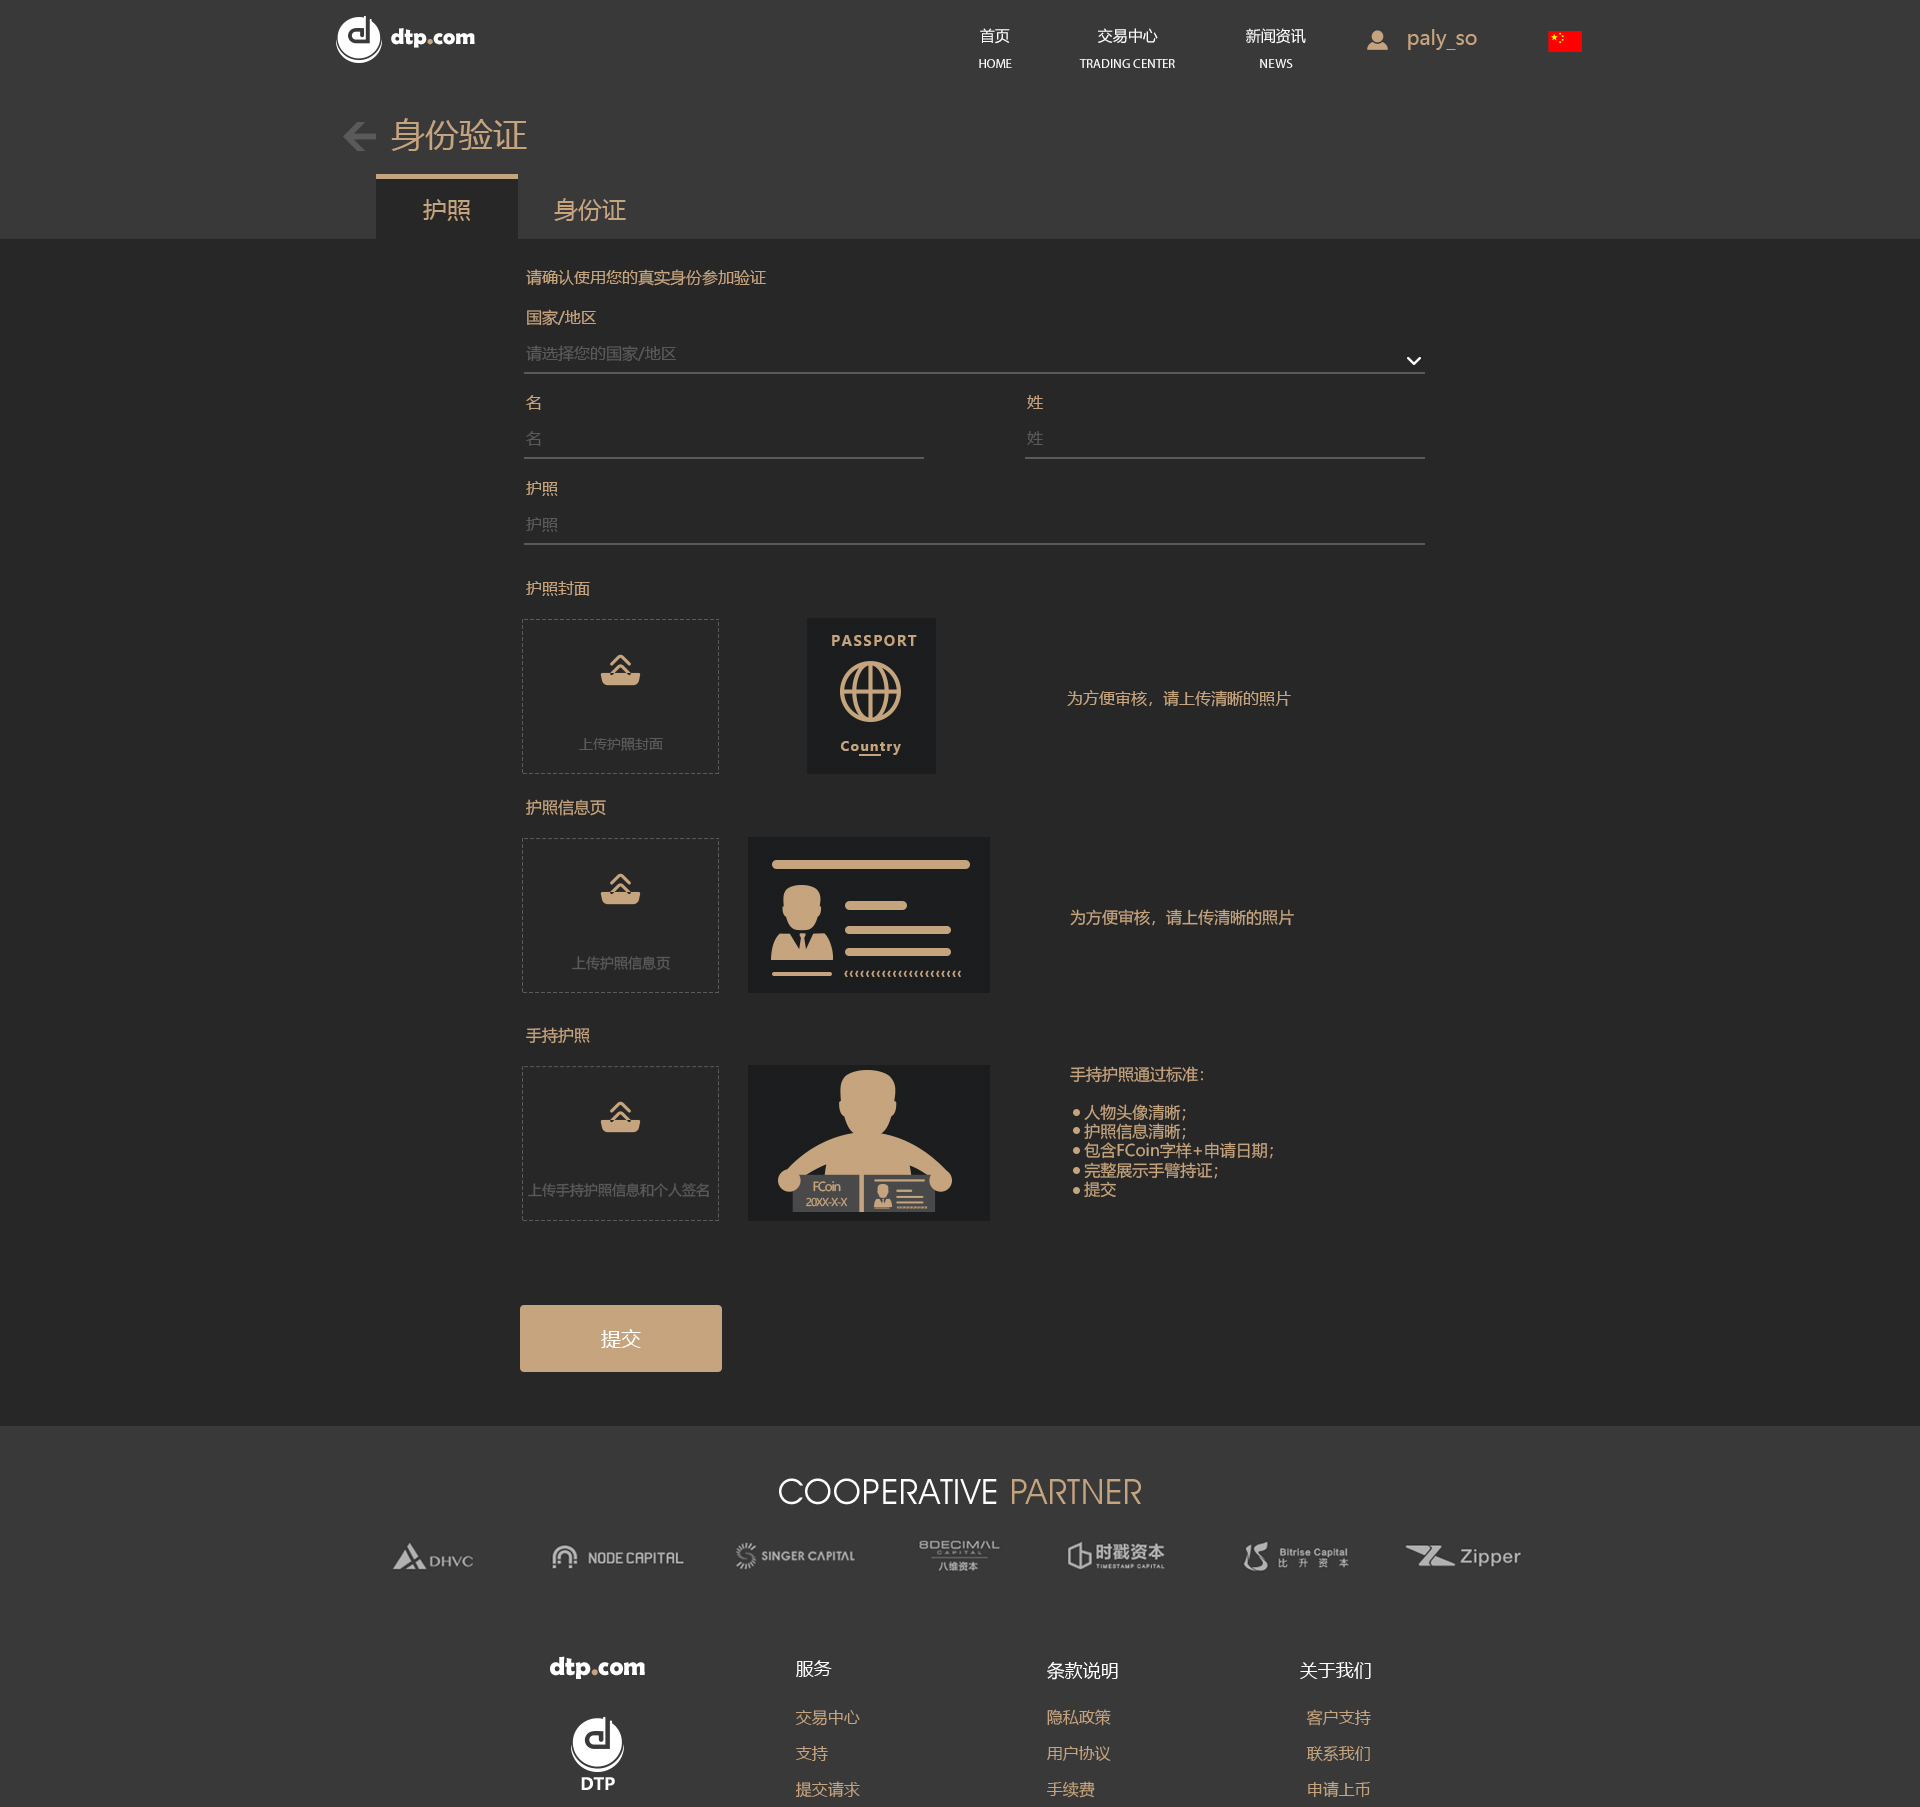 dtp.com
首页
交易中心
新闻资讯
paly_so
HOME
TRADING CENTER
NEWS
身份验证
护照
身份证
请确认使用您的真实身份参加验证
国家/地区
请选择您的国家/地区
名
姓
名
姓
护照
护照
护照封面
PASSPORT
Country
上传护照封面
为方便审核，请上传清晰的照片
护照信息页
上传护照信息页
为方便审核，请上传清晰的照片
手持护照
上传手持护照信息和个人签名
FCoin
20XX-X-X
手持护照通过标准：
● 人物头像清晰；
● 护照信息清晰；
● 包含FCoin字样+申请日期；
● 完整展示手臂持证；
● 提交
提交
COOPERATIVE PARTNER
DHVC
NODE CAPITAL
SINGER CAPITAL
8DECIMAL
CAPITAL
八维资本
时戳资本
TIMESTAMP CAPITAL
Bitrise Capital
比升资本
Zipper
dtp.com
DTP
服务
交易中心
支持
提交请求
条款说明
隐私政策
用户协议
手续费
关于我们
客户支持
联系我们
申请上币